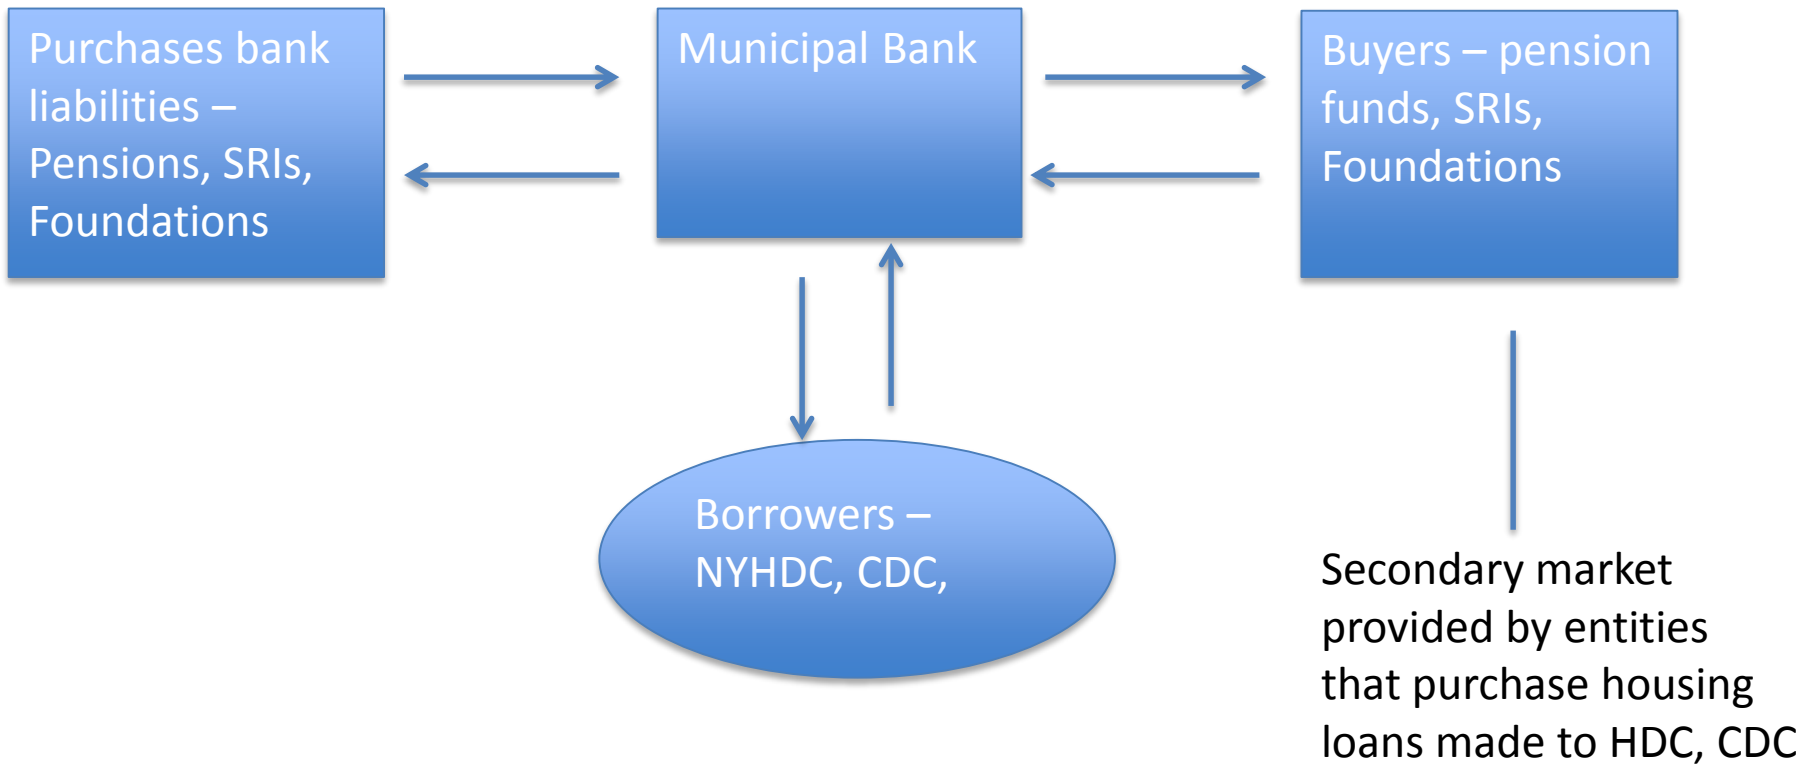 Purchases bank
liabilities –
Pensions, SRIs,
Foundations
Municipal Bank
Buyers – pension
funds, SRIs,
Foundations
Borrowers –
NYHDC, CDC,
Secondary market
provided by entities
that purchase housing
loans made to HDC, CDC